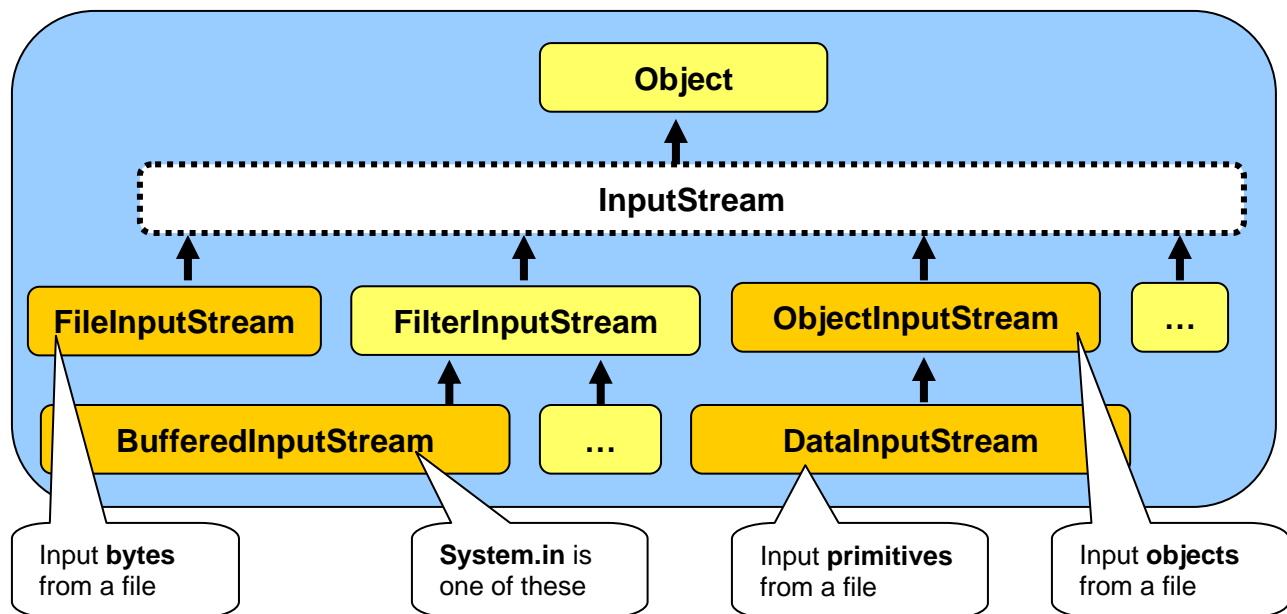 Object
InputStream
FileInputStream
FilterInputStream
ObjectInputStream
...
BufferedInputStream
...
DataInputStream
Input bytes
from a file
System.in is
one of these
Input primitives
from a file
Input objects
from a file